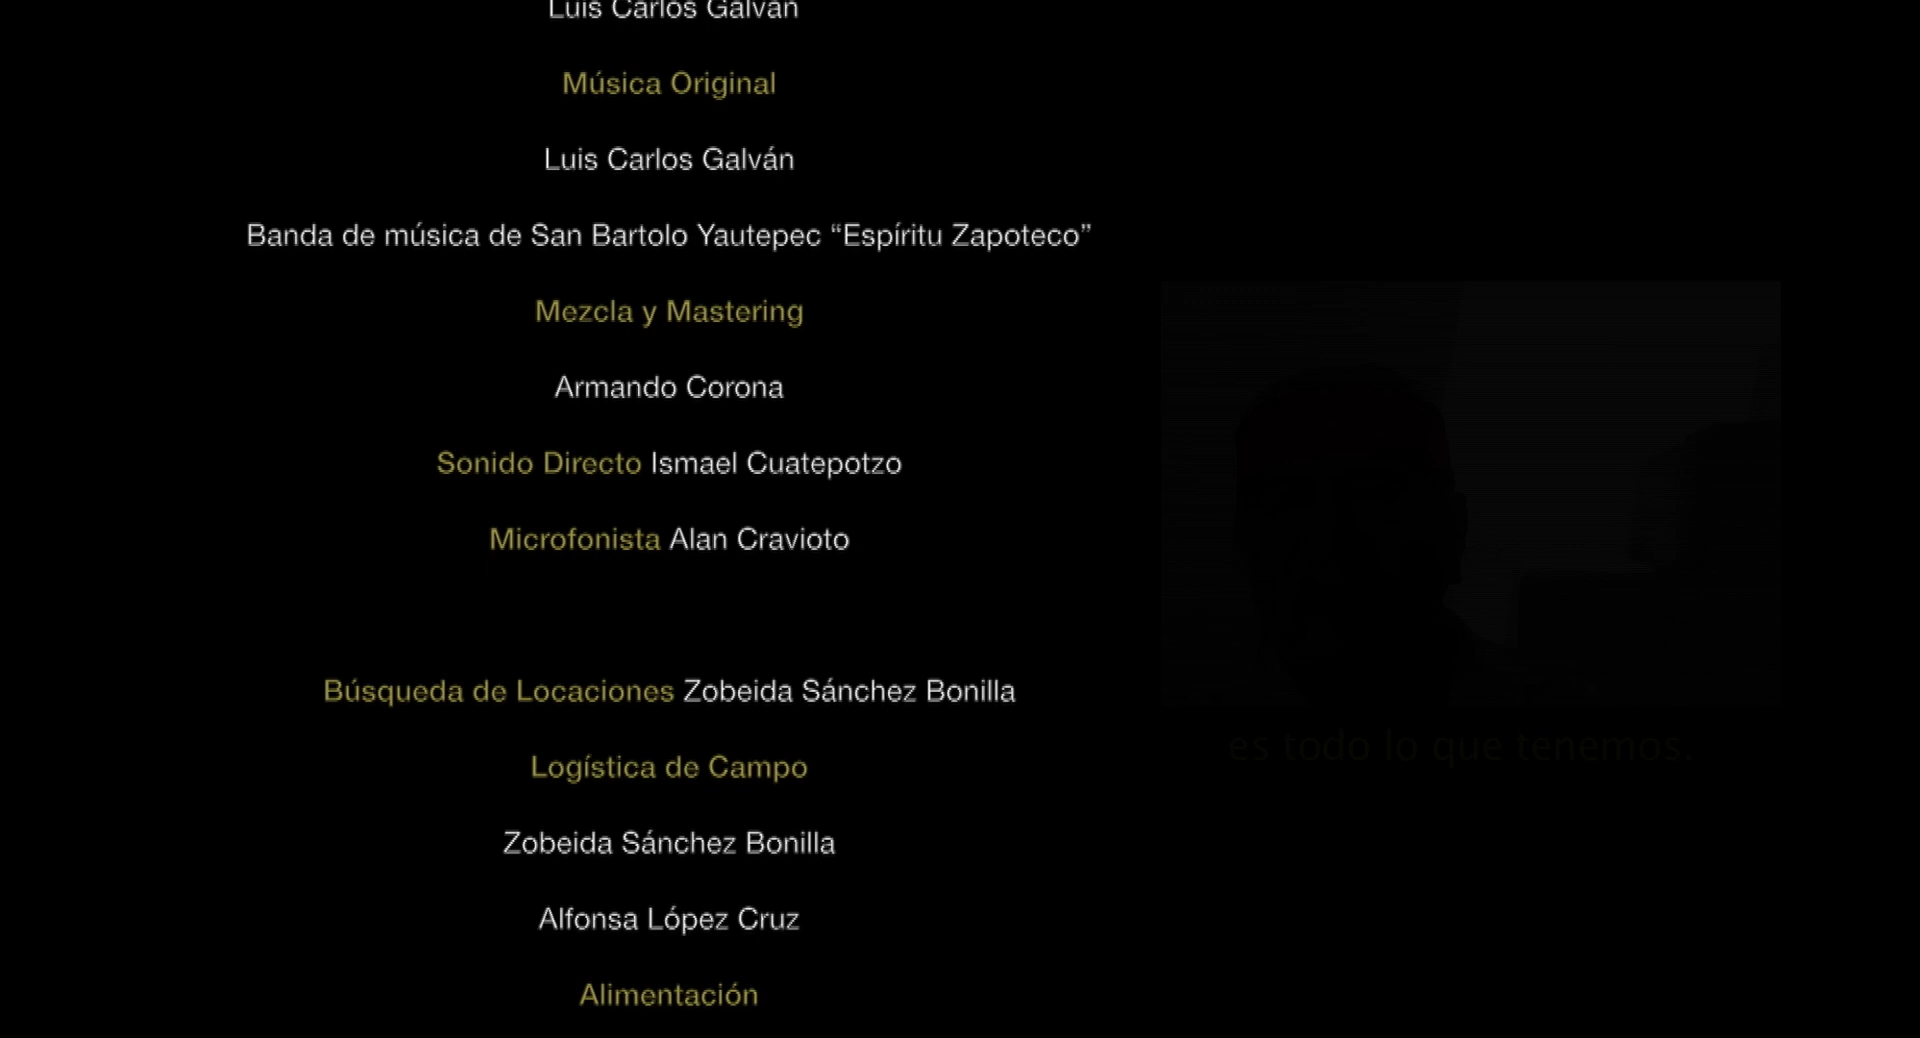 Luis Carlos Galván
Música Original
Luis Carlos Galván
Banda de música de San Bartolo Yautepec “Espíritu Zapoteco”
Mezcla y Mastering
Armando Corona
Sonido Directo Ismael Cuatepotzo
Microfonista Alan Cravioto
Búsqueda de Locaciones Zobeida Sánchez Bonilla
Logística de Campo
Zobeida Sánchez Bonilla
Alfonsa López Cruz
Alimentación
es todo lo que tenemos.